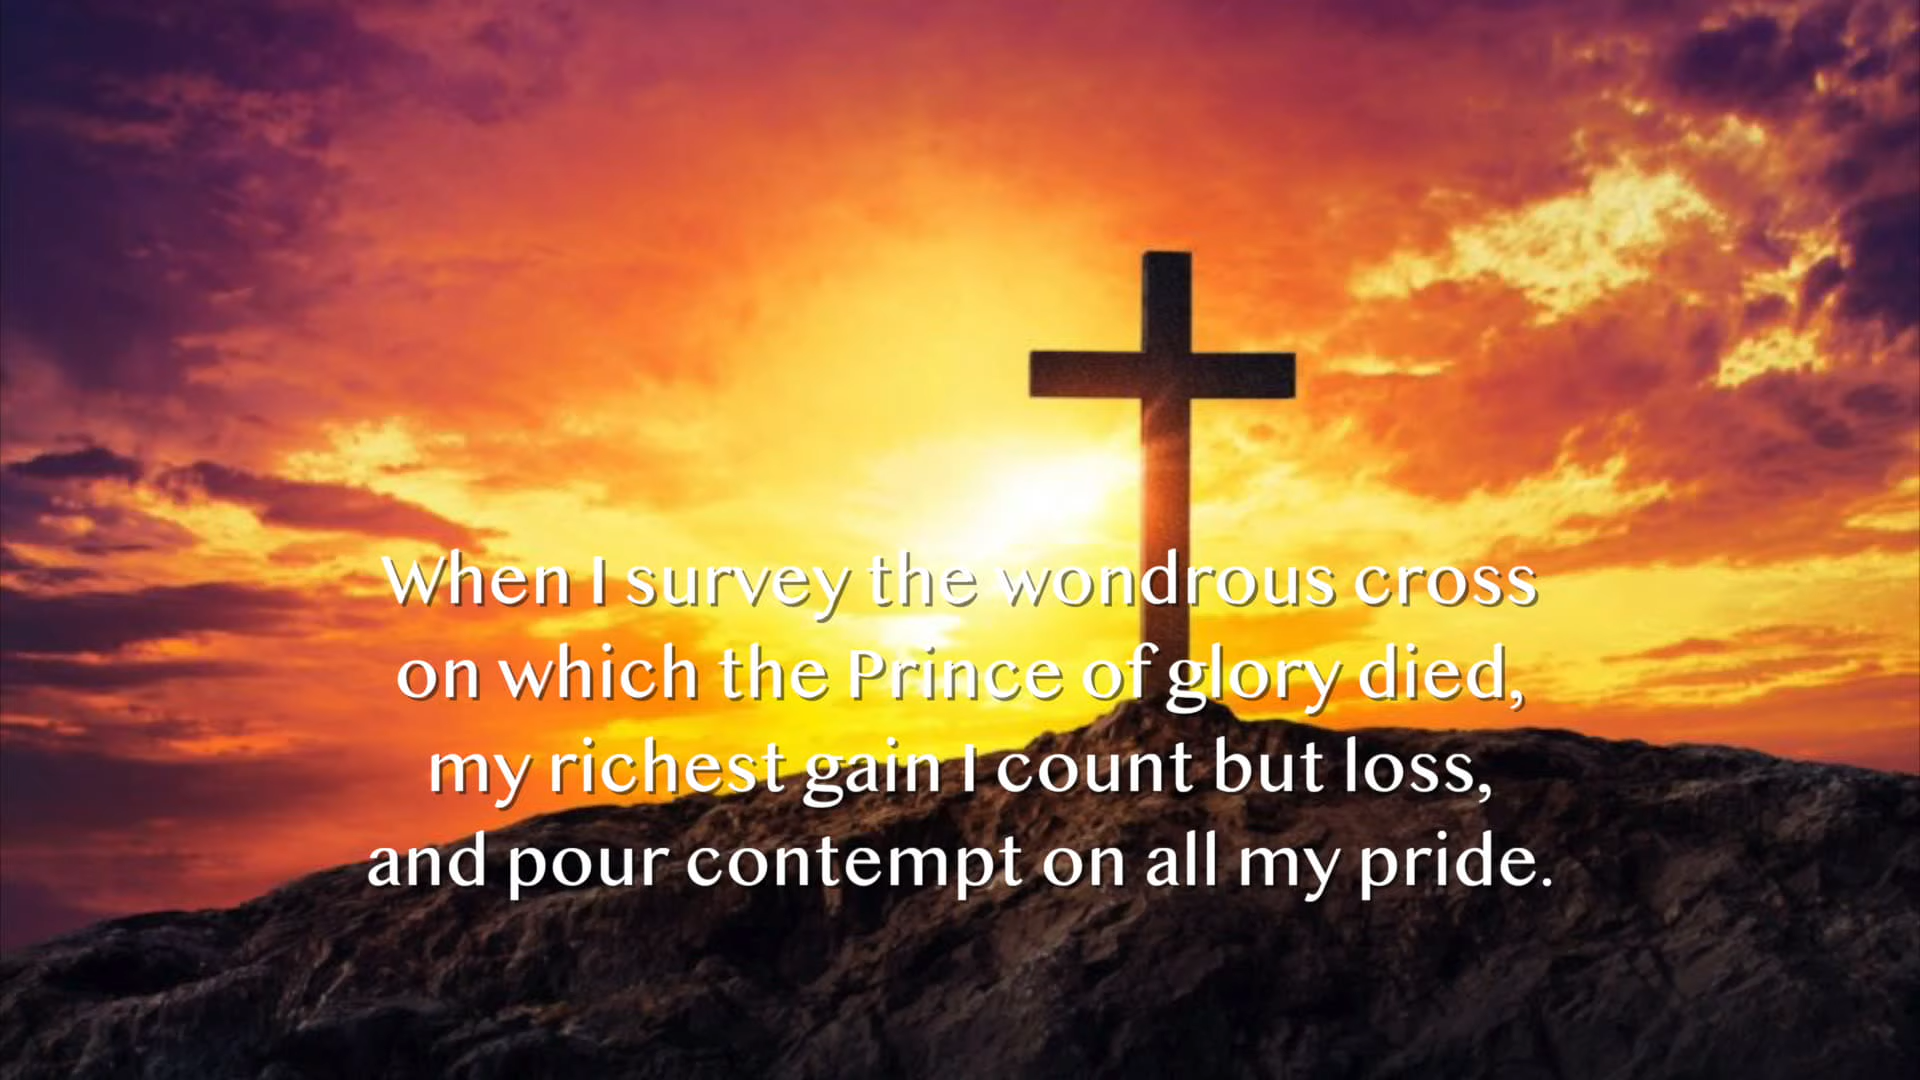 When I survey the wondrous cross
on which the Prince of glory died,
my richest gain I count but loss,
and pour contempt on all my pride.